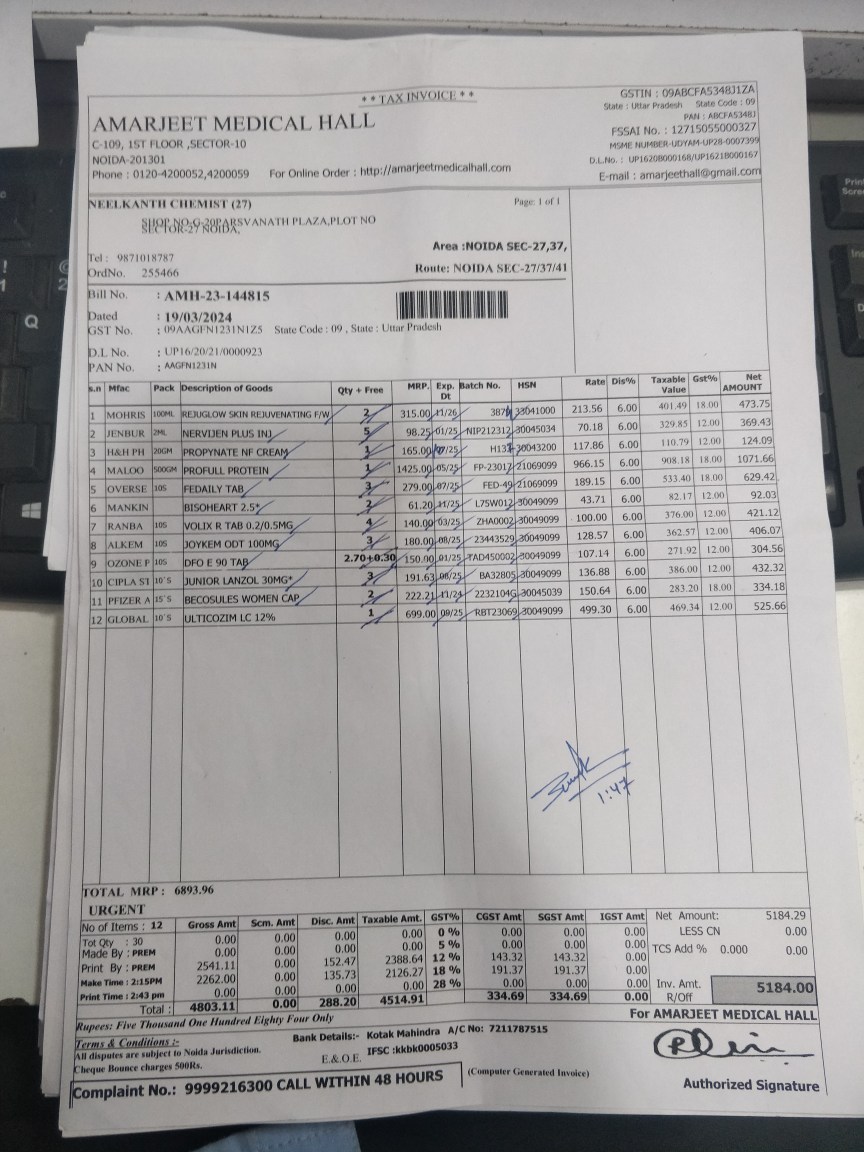 **TAX INVOICE**
AMARJEET MEDICAL HALL
C-109, 1ST FLOOR ,SECTOR-10
NOIDA-201301
Phone : 0120-4200052,4200059 For Online Order : http://amarjeetmedicalhall.com
GSTIN : 09ABCFA5348J1ZA
State : Uttar Pradesh State Code : 09
PAN : ABCFA5348J
FSSAI No. : 12715055000327
MSME NUMBER-UDYAM-UP28-0007399
D.L.No. : UP1620B000168/UP1621B000167
E-mail : amarjeethall@gmail.com
NEELKANTH CHEMIST (27) Page: 1 of 1
SHOP NO-G-20PARSVANATH PLAZA,PLOT NO
SECTOR-27 NOIDA,
Area :NOIDA SEC-27,37,
Tel : 9871018787
OrdNo. 255466 Route: NOIDA SEC-27/37/41
Bill No. : AMH-23-144815
Dated : 19/03/2024
GST No. : 09AAGFN1231N1Z5 State Code : 09 , State : Uttar Pradesh
D.L No. : UP16/20/21/0000923
PAN No. : AAGFN1231N
s.n Mfac Pack Description of Goods Qty + Free MRP. Exp. Dt Batch No. HSN Rate Dis% Taxable Value Gst% Net AMOUNT
1 MOHRIS 100ML REJUGLOW SKIN REJUVENATING F/W 2 315.00 11/26 387 33041000 213.56 6.00 401.49 18.00 473.75
2 JENBUR 2ML NERVIJEN PLUS INJ 5 98.25 01/25 NIP212312 30045034 70.18 6.00 329.85 12.00 369.43
3 H&H PH 20GM PROPYNATE NF CREAM 1 165.00 07/25 H137 30043200 117.86 6.00 110.79 12.00 124.09
4 MALOO 500GM PROFULL PROTEIN 1 1425.00 05/25 FP-23017 21069099 966.15 6.00 908.18 18.00 1071.66
5 OVERSE 10S FEDAILY TAB 3 279.00 07/25 FED-49 21069099 189.15 6.00 533.40 18.00 629.42
6 MANKIN BISOHEART 2.5* 2 61.20 11/25 L75W012 30049099 43.71 6.00 82.17 12.00 92.03
7 RANBA 10S VOLIX R TAB 0.2/0.5MG 4 140.00 03/25 ZHA0002 30049099 100.00 6.00 376.00 12.00 421.12
8 ALKEM 10S JOYKEM ODT 100MG 3 180.00 08/25 23443529 30049099 128.57 6.00 362.57 12.00 406.07
9 OZONE P 10S DFO E 90 TAB 2.70+0.30 150.00 01/25 TAD450002 30049099 107.14 6.00 271.92 12.00 304.56
10 CIPLA ST 10`S JUNIOR LANZOL 30MG* 3 191.63 08/25 BA32805 30049099 136.88 6.00 386.00 12.00 432.32
11 PFIZER A 15`S BECOSULES WOMEN CAP 2 222.21 11/24 2232104G 30045039 150.64 6.00 283.20 18.00 334.18
12 GLOBAL 10`S ULTICOZIM LC 12% 1 699.00 09/25 RBT23069 30049099 499.30 6.00 469.34 12.00 525.66
1:47
TOTAL MRP : 6893.96
URGENT
No of Items : 12 Gross Amt Scm. Amt Disc. Amt Taxable Amt. GST% CGST Amt SGST Amt IGST Amt
Tot Qty : 30 0.00 0.00 0.00 0.00 0 % 0.00 0.00 0.00
Made By : PREM 0.00 0.00 0.00 0.00 5 % 0.00 0.00 0.00
Print By : PREM 2541.11 0.00 152.47 2388.64 12 % 143.32 143.32 0.00
Make Time : 2:15PM 2262.00 0.00 135.73 2126.27 18 % 191.37 191.37 0.00
Print Time : 2:43 pm 0.00 0.00 0.00 0.00 28 % 0.00 0.00 0.00
Total : 4803.11 0.00 288.20 4514.91 334.69 334.69 0.00
Net Amount: 5184.29
LESS CN 0.00
TCS Add % 0.000 0.00
Inv. Amt. 5184.00
R/Off
Rupees: Five Thousand One Hundred Eighty Four Only
For AMARJEET MEDICAL HALL
Terms & Conditions :-
All disputes are subject to Noida Jurisdiction.
Cheque Bounce charges 500Rs.
E.& O.E.
Bank Details:- Kotak Mahindra A/C No: 7211787515
IFSC :kkbk0005033
(Computer Generated Invoice)
Complaint No.: 9999216300 CALL WITHIN 48 HOURS
Authorized Signature